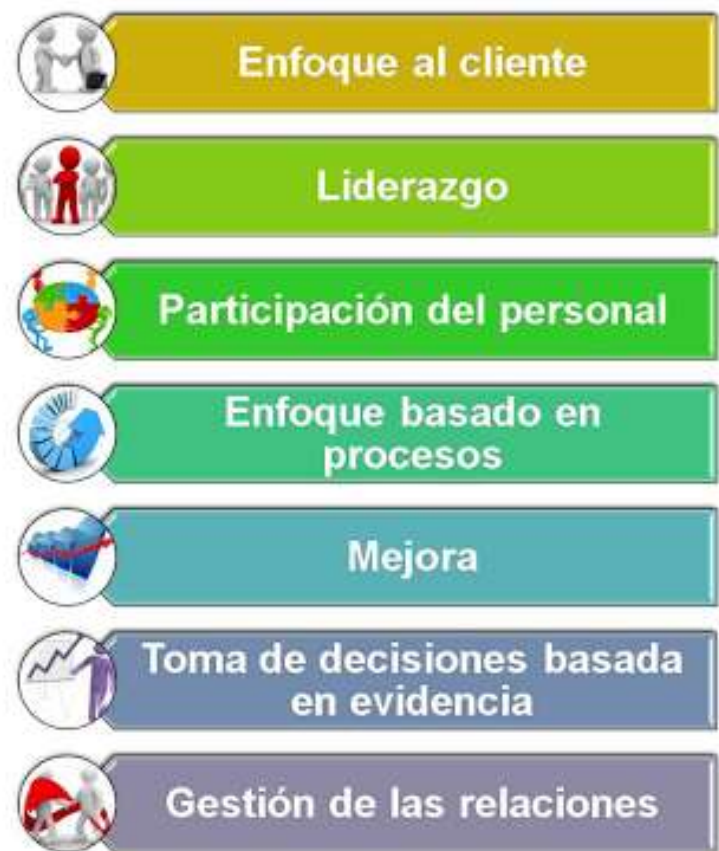 Enfoque al cliente
Liderazgo
Participación del personal
Enfoque basado en
procesos
Mejora
Toma de decisiones basada
en evidencia
Gestión de las relaciones